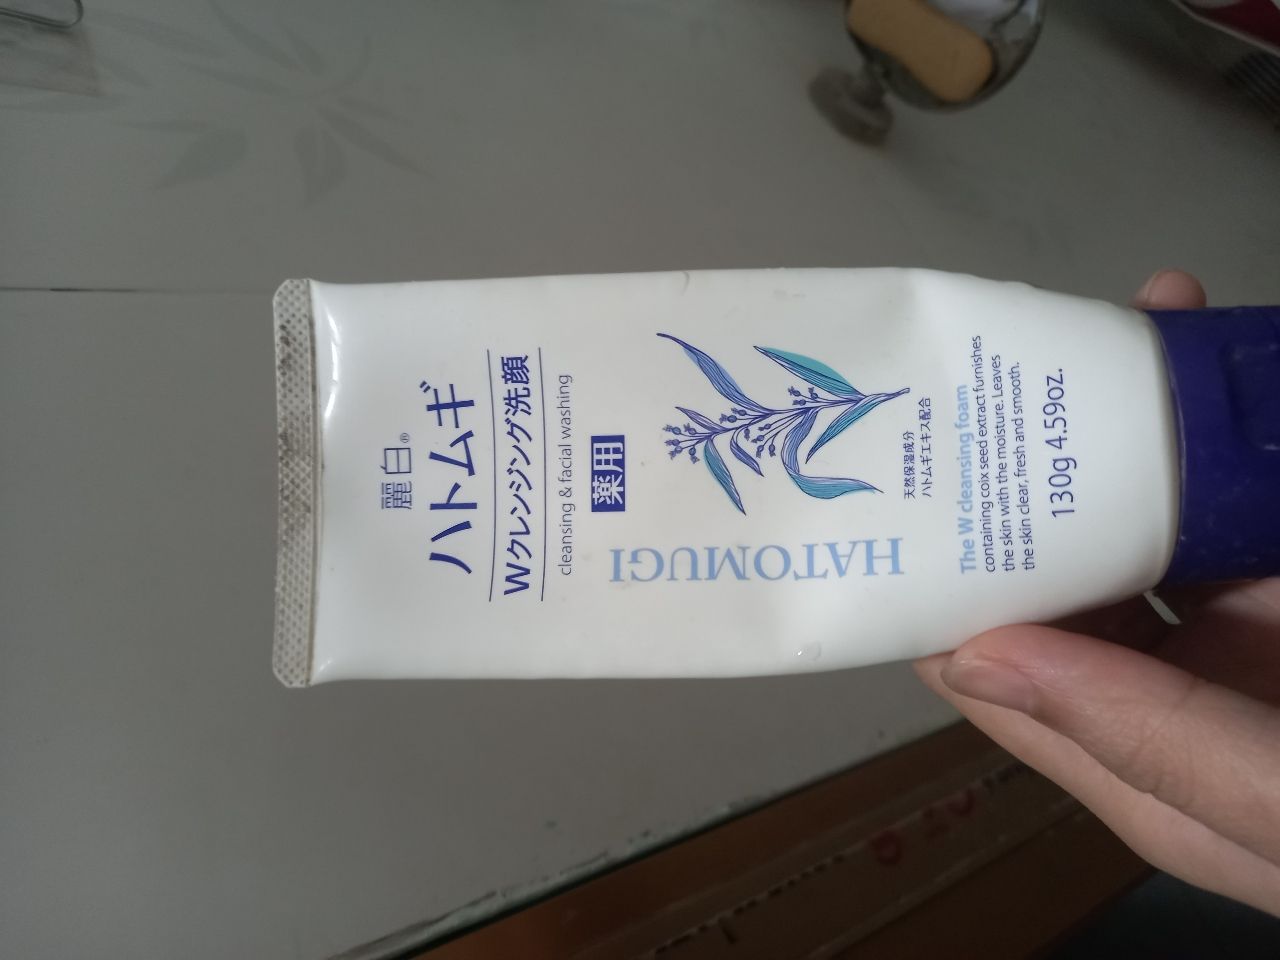 麗白®
ハトムギ
Wクレンジング洗顔
cleansing & facial washing
薬用
HATOMUGI
天然保湿成分
ハトムギエキス配合
The W cleansing foam
containing coix seed extract furnishes
the skin with the moisture. Leaves
the skin clear, fresh and smooth.
130g 4.59oz.